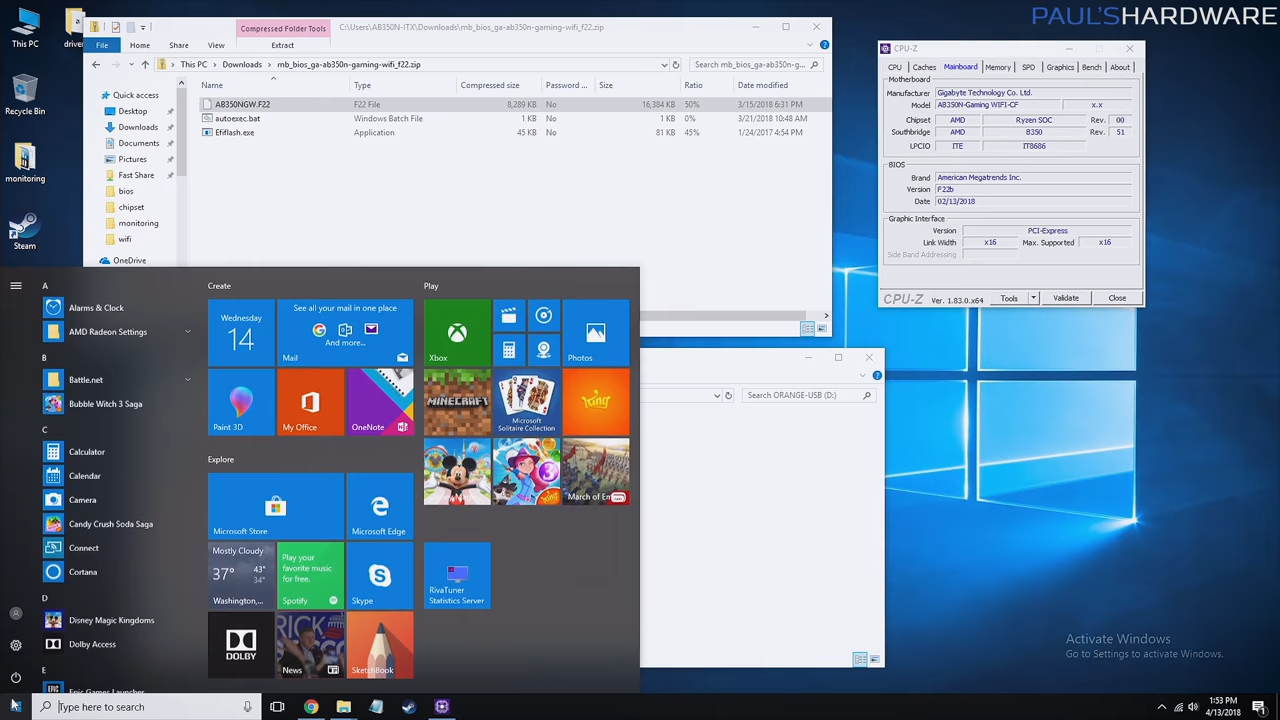 PAUL'SHARDWARE
This PC
driver
Recycle Bin
monitoring
Steam
Compressed Folder Tools
C:\Users\AB350N-ITX\Downloads\mb_bios_ga-ab350n-gaming-wifi_f22.zip
File Home Share View Extract
This PC Downloads mb_bios_ga-ab350n-gaming-wifi_f22.zip
Search mb_bios_ga-ab350n-g...
Name Type Compressed size Password ... Size Ratio Date modified
AB350NGW.F22 F22 File 8,289 KB No 16,384 KB 50% 3/15/2018 6:31 PM
autoexec.bat Windows Batch File 1 KB No 1 KB 0% 3/21/2018 10:48 AM
Efiflash.exe Application 45 KB No 81 KB 45% 1/24/2017 4:54 PM
Quick access
Desktop
Downloads
Documents
Pictures
Fast Share
bios
chipset
monitoring
wifi
OneDrive
CPU-Z
CPU Caches Mainboard Memory SPD Graphics Bench About
Motherboard
Manufacturer Gigabyte Technology Co. Ltd.
Model AB350N-Gaming WIFI-CF x.x
Chipset AMD Ryzen SOC Rev. 00
Southbridge AMD B350 Rev. 51
LPCIO ITE IT8686
BIOS
Brand American Megatrends Inc.
Version F22b
Date 02/13/2018
Graphic Interface
Version PCI-Express
Link Width x16 Max. Supported x16
Side Band Addressing
CPU-Z Ver. 1.83.0.x64 Tools Validate Close
Search ORANGE-USB (D:)
A
Alarms & Clock
AMD Radeon Settings
B
Battle.net
Bubble Witch 3 Saga
C
Calculator
Calendar
Camera
Candy Crush Soda Saga
Connect
Cortana
D
Disney Magic Kingdoms
Dolby Access
E
EPIC
Epic Games Launcher
Create
Wednesday
14
See all your mail in one place
And more...
Mail
Paint 3D
My Office
OneNote
Explore
Microsoft Store
Microsoft Edge
Mostly Cloudy
37° 43°
34°
Washington,...
Play your
favorite music
for free.
Spotify
Skype
DOLBY
News
SketchBook
Play
Xbox
Photos
MINECRAFT
Microsoft
Solitaire Collection
King
March of Em
RivaTuner
Statistics Server
Activate Windows
Go to Settings to activate Windows.
Type here to search
1:53 PM
4/13/2018
1